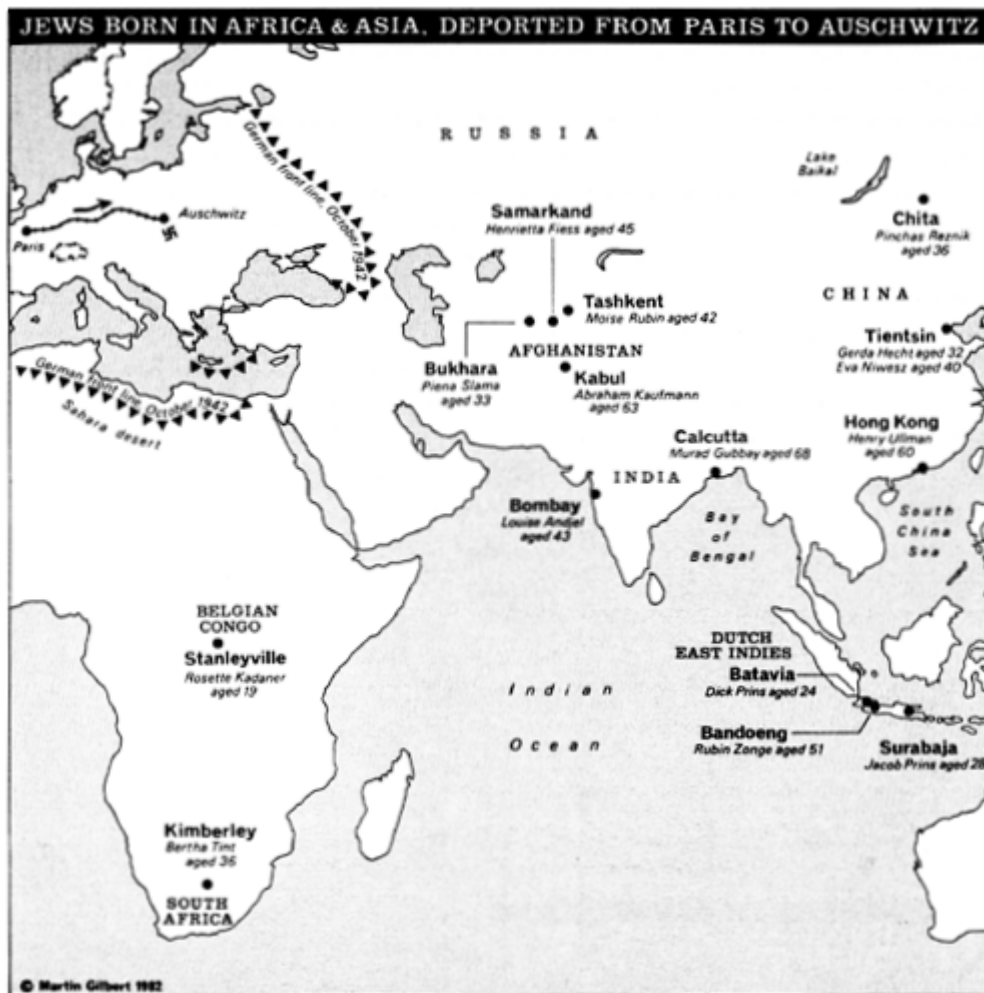 JEWS BORN IN AFRICA & ASIA, DEPORTED FROM PARIS TO AUSCHWITZ
RUSSIA
German front line, October 1942
Lake
Baikal
Auschwitz
Paris
Samarkand
Henrietta Fiess aged 45
Chita
Pinchas Reznik
aged 36
CHINA
Tashkent
Moise Rubin aged 42
Tientsin
Gerda Hecht aged 32
Eva Niwesz aged 40
AFGHANISTAN
Bukhara
Piena Slama
aged 33
Kabul
Abraham Kaufmann
aged 63
German front line, October 1942
Sahara desert
Hong Kong
Henry Ullman
aged 60
Calcutta
Murad Gubbay aged 68
INDIA
Bombay
Louise Andjel
aged 43
Bay
of
Bengal
South
China
Sea
BELGIAN
CONGO
Stanleyville
Rosette Kadaner
aged 19
DUTCH
EAST INDIES
Batavia
Dick Prins aged 24
Indian
Ocean
Bandoeng
Rubin Zonge aged 51
Surabaja
Jacob Prins aged 28
Kimberley
Bertha Tint
aged 36
SOUTH
AFRICA
© Martin Gilbert 1982